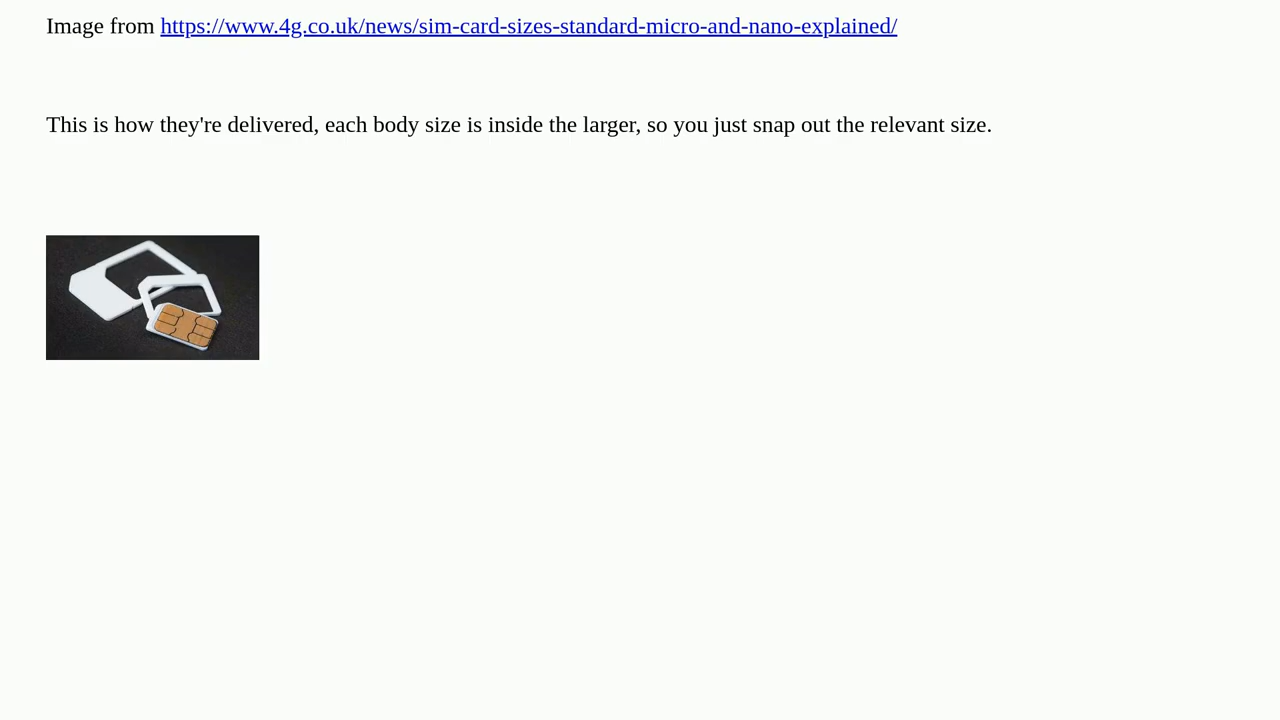 Image from https://www.4g.co.uk/news/sim-card-sizes-standard-micro-and-nano-explained/
This is how they're delivered, each body size is inside the larger, so you just snap out the relevant size.